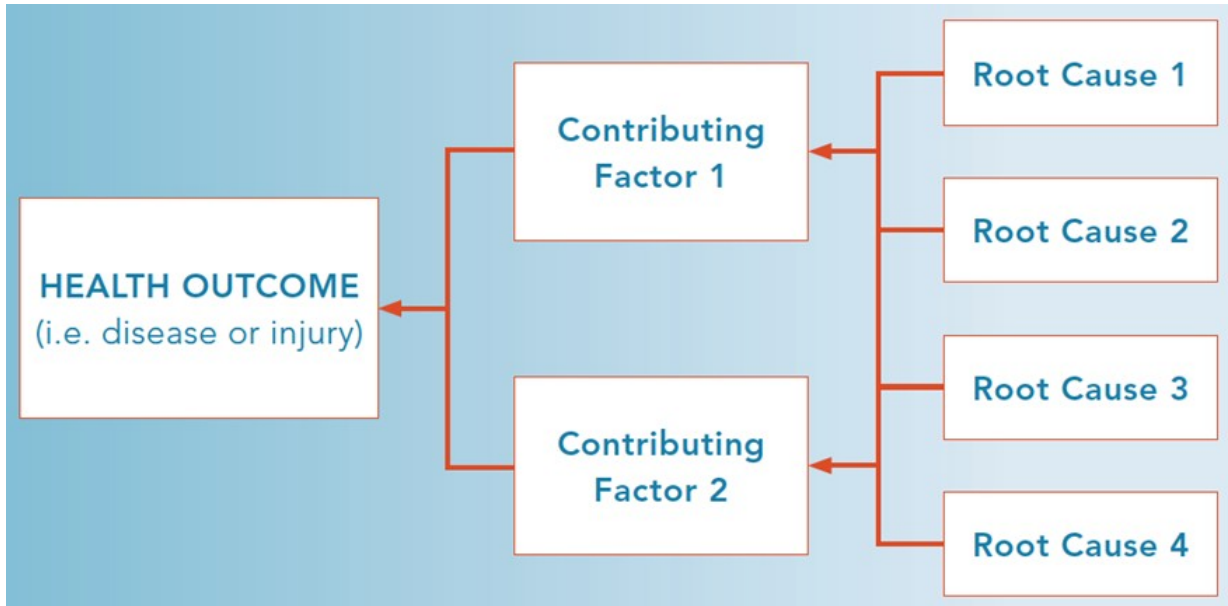 HEALTH OUTCOME
(i.e. disease or injury)
Contributing
Factor 1
Contributing
Factor 2
Root Cause 1
Root Cause 2
Root Cause 3
Root Cause 4